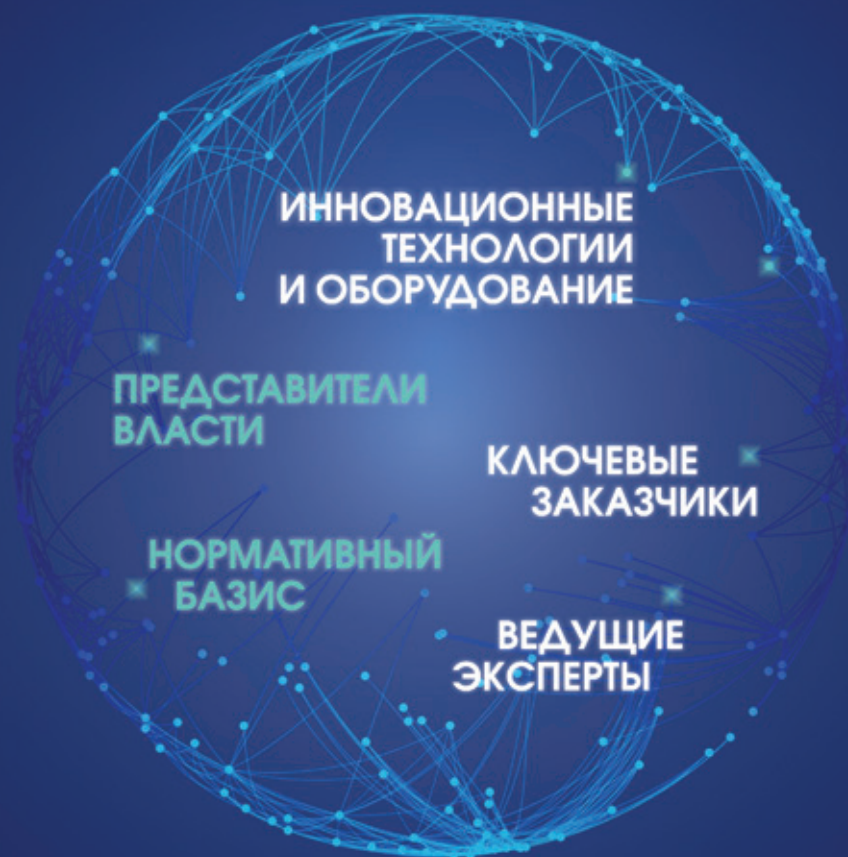 ИННОВАЦИОННЫЕ
ТЕХНОЛОГИИ
И ОБОРУДОВАНИЕ
ПРЕДСТАВИТЕЛИ
ВЛАСТИ
КЛЮЧЕВЫЕ
ЗАКАЗЧИКИ
НОРМАТИВНЫЙ
БАЗИС
ВЕДУЩИЕ
ЭКСПЕРТЫ